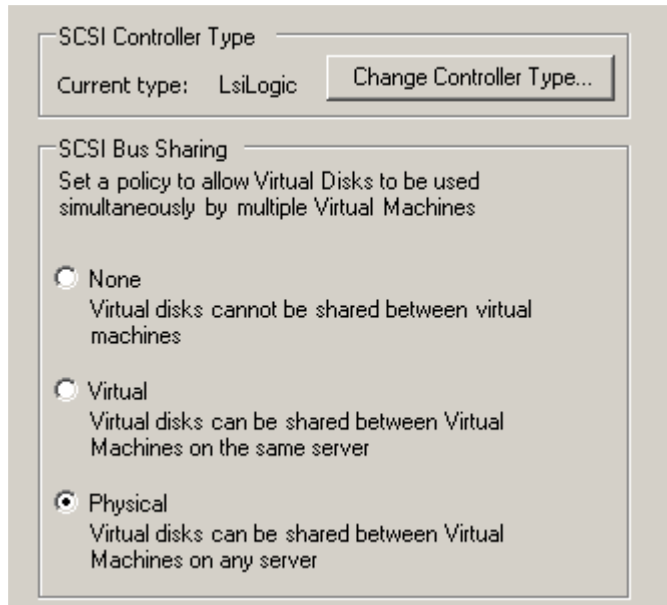 SCSI Controller Type
Current type: LsiLogic Change Controller Type...
SCSI Bus Sharing
Set a policy to allow Virtual Disks to be used
simultaneously by multiple Virtual Machines
None
Virtual disks cannot be shared between virtual
machines
Virtual
Virtual disks can be shared between Virtual
Machines on the same server
Physical
Virtual disks can be shared between Virtual
Machines on any server